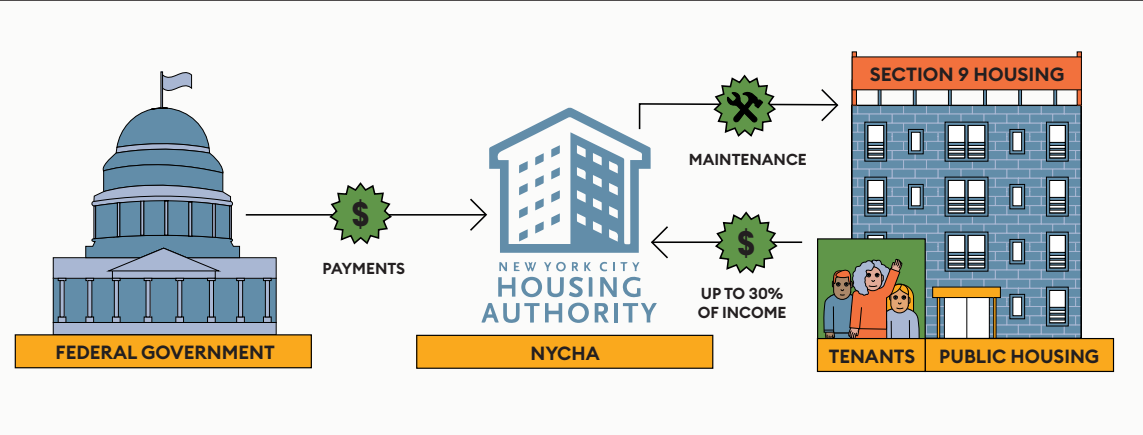 SECTION 9 HOUSING
MAINTENANCE
$
PAYMENTS
$
UP TO 30%
OF INCOME
NEW YORK CITY
HOUSING
AUTHORITY
FEDERAL GOVERNMENT
NYCHA
TENANTS
PUBLIC HOUSING